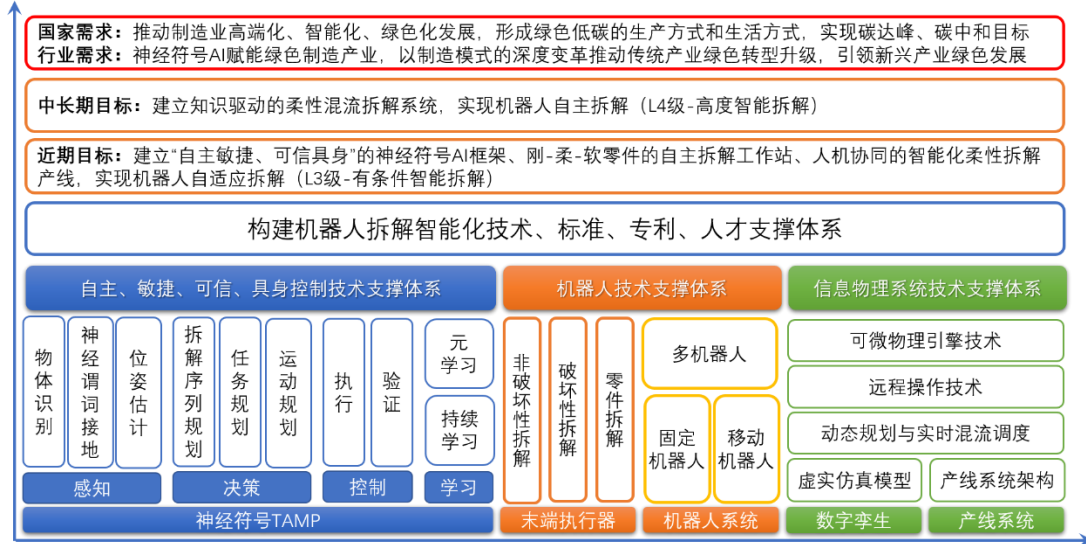 国家需求：推动制造业高端化、智能化、绿色化发展，形成绿色低碳的生产方式和生活方式，实现碳达峰、碳中和目标
行业需求：神经符号AI赋能绿色制造产业，以制造模式的深度变革推动传统产业绿色转型升级，引领新兴产业绿色发展
中长期目标：建立知识驱动的柔性混流拆解系统，实现机器人自主拆解（L4级-高度智能拆解）
近期目标：建立“自主敏捷、可信具身”的神经符号AI框架、刚-柔-软零件的自主拆解工作站、人机协同的智能化柔性拆解
产线，实现机器人自适应拆解（L3级-有条件智能拆解）
构建机器人拆解智能化技术、标准、专利、人才支撑体系
自主、敏捷、可信、具身控制技术支撑体系
机器人技术支撑体系
信息物理系统技术支撑体系
物体识别
神经谓词接地
位姿估计
拆解序列规划
任务规划
运动规划
执行
验证
元
学习
持续
学习
非破坏性拆解
破坏性拆解
零件拆解
多机器人
固定
机器人
移动
机器人
可微物理引擎技术
远程操作技术
动态规划与实时混流调度
虚实仿真模型
产线系统架构
感知
决策
控制
学习
神经符号TAMP
末端执行器
机器人系统
数字孪生
产线系统